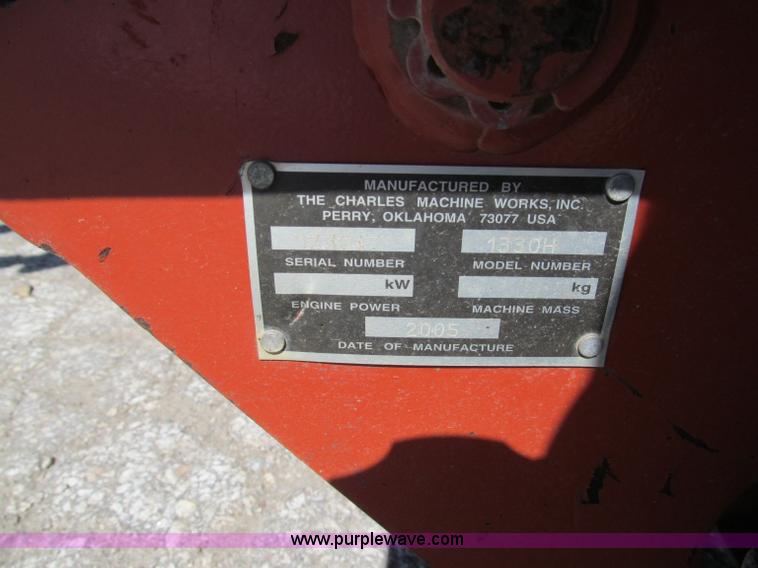 MANUFACTURED BY
THE CHARLES MACHINE WORKS, INC.
PERRY, OKLAHOMA 73077 USA
1330H
SERIAL NUMBER MODEL NUMBER
kW kg
ENGINE POWER MACHINE MASS
2005
DATE OF MANUFACTURE
www.purplewave.com